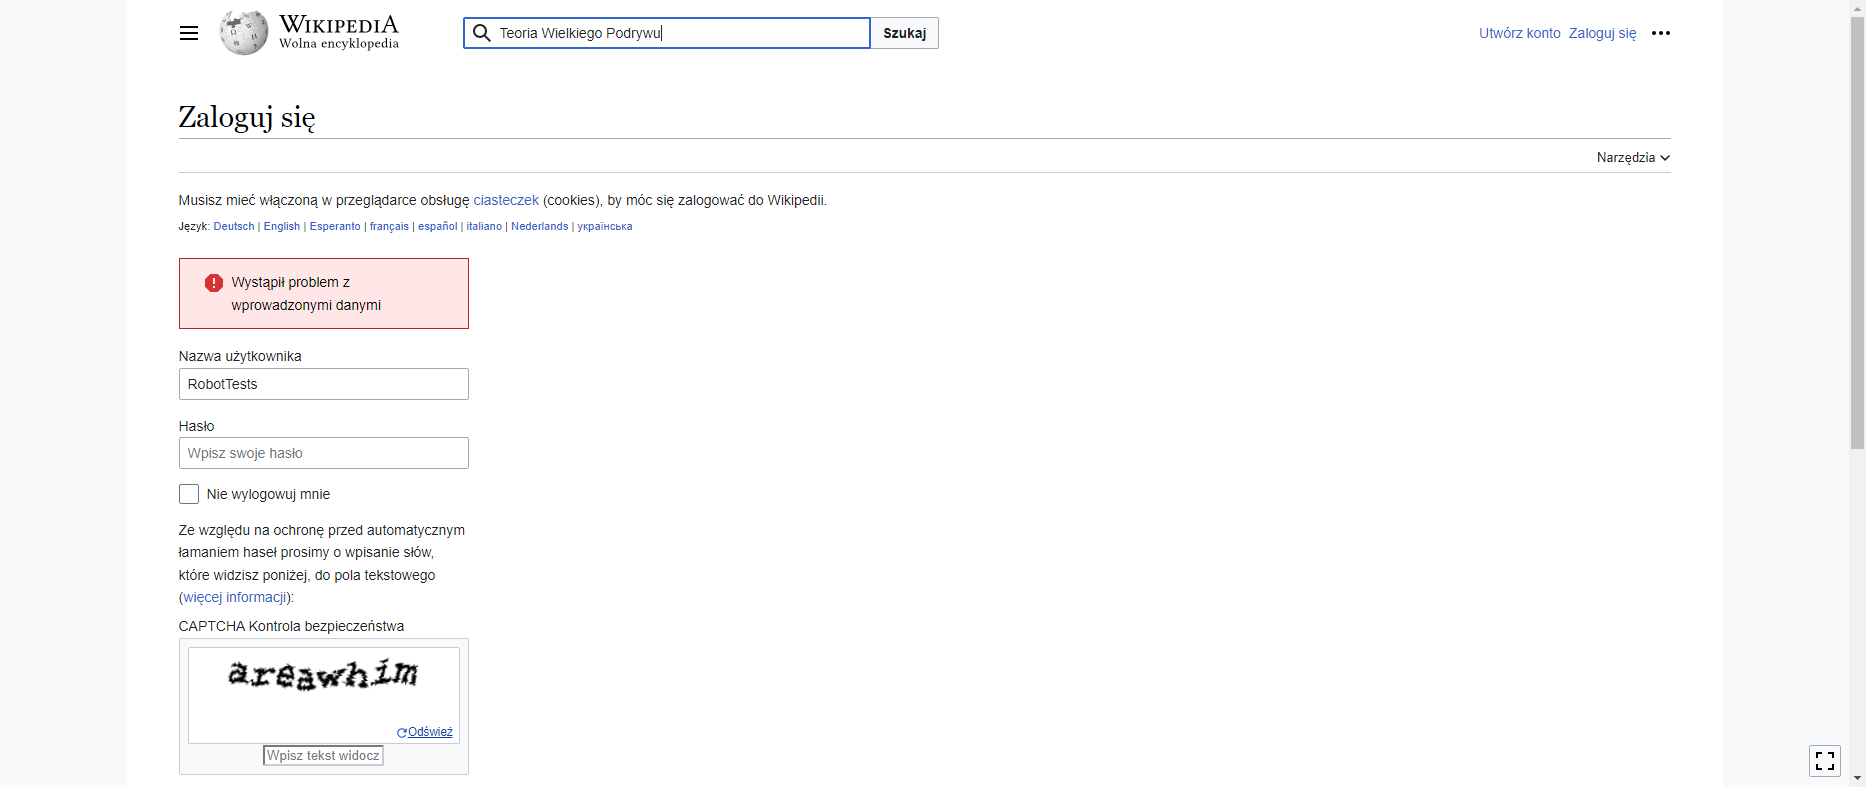 WIKIPEDIA
Wolna encyklopedia
Teoria Wielkiego Podrywu
Szukaj
Utwórz konto Zaloguj się
Zaloguj się
Narzędzia
Musisz mieć włączoną w przeglądarce obsługę ciasteczek (cookies), by móc się zalogować do Wikipedii.
Język: Deutsch | English | Esperanto | français | español | italiano | Nederlands | українська
Wystąpił problem z
wprowadzonymi danymi
Nazwa użytkownika
RobotTests
Hasło
Wpisz swoje hasło
Nie wylogowuj mnie
Ze względu na ochronę przed automatycznym
łamaniem haseł prosimy o wpisanie słów,
które widzisz poniżej, do pola tekstowego
(więcej informacji):
CAPTCHA Kontrola bezpieczeństwa
areawhim
Odśwież
Wpisz tekst widocz